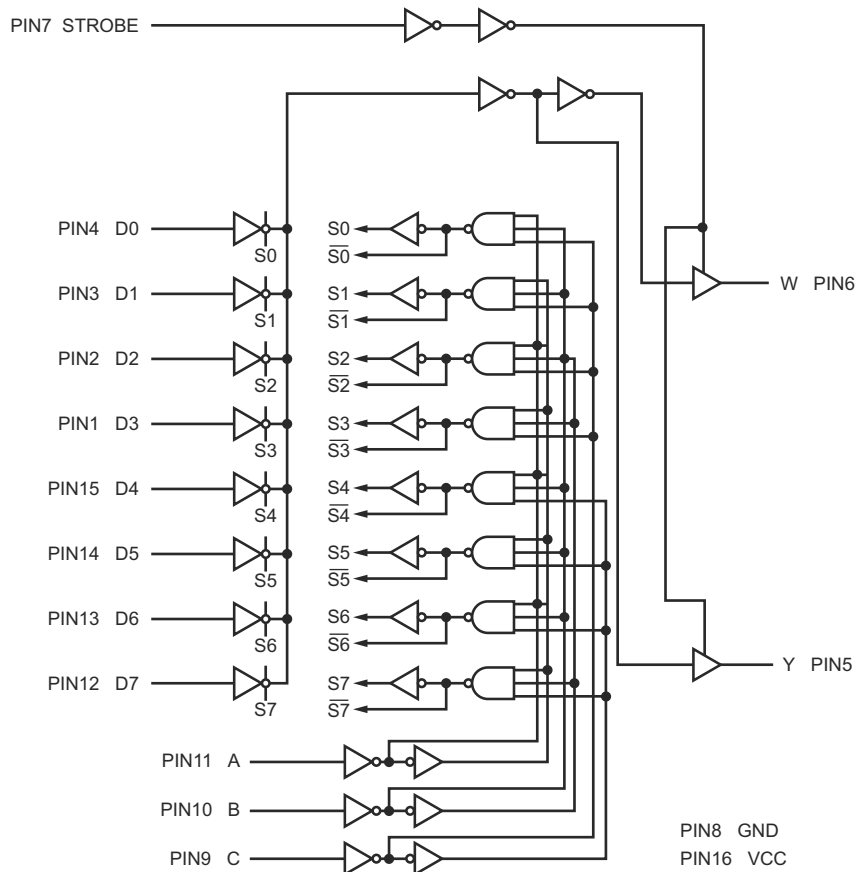 PIN7 STROBE
PIN4 D0
S0
S0
S0
PIN3 D1
S1
S1
S1
W PIN6
PIN2 D2
S2
S2
S2
PIN1 D3
S3
S3
S3
PIN15 D4
S4
S4
S4
PIN14 D5
S5
S5
S5
PIN13 D6
S6
S6
S6
PIN12 D7
S7
S7
S7
Y PIN5
PIN11 A
PIN10 B
PIN9 C
PIN8 GND
PIN16 VCC